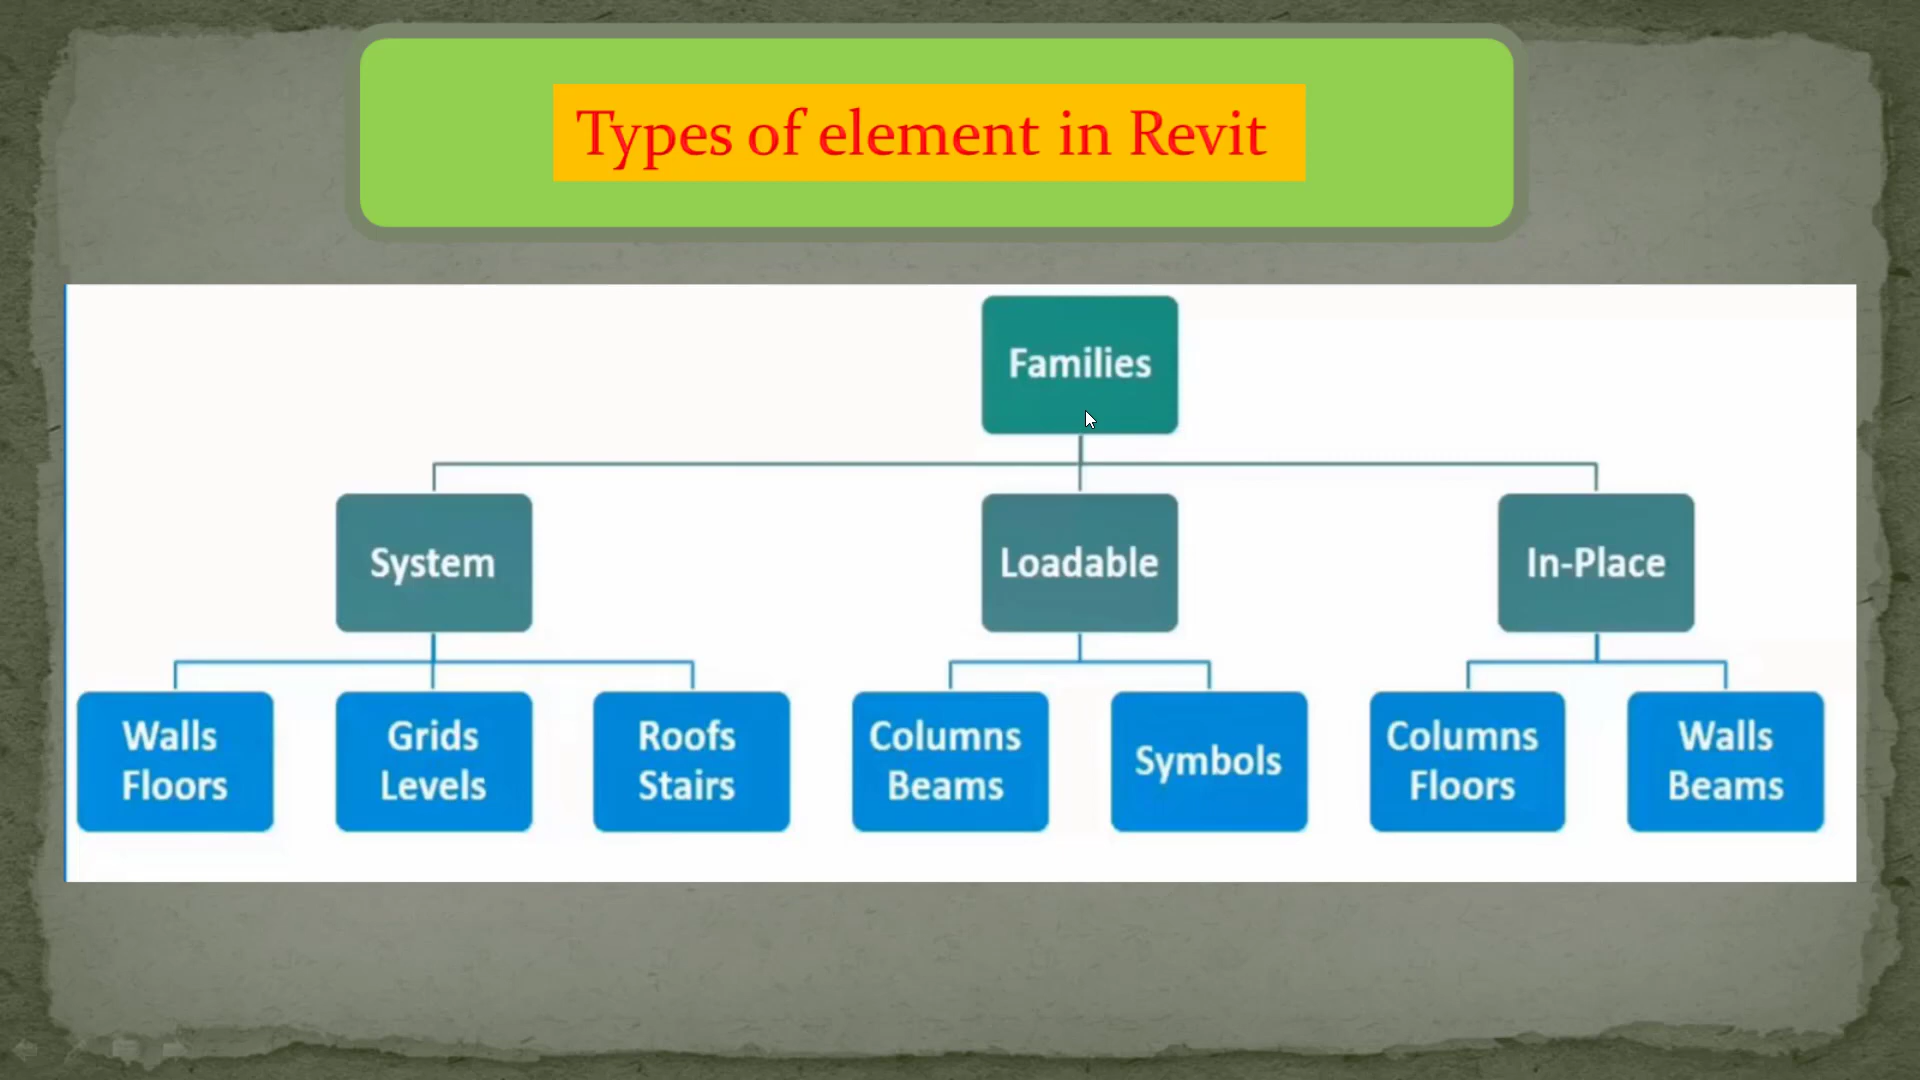 Types of element in Revit
Families
System
Loadable
In-Place
Walls
Floors
Grids
Levels
Roofs
Stairs
Columns
Beams
Symbols
Columns
Floors
Walls
Beams